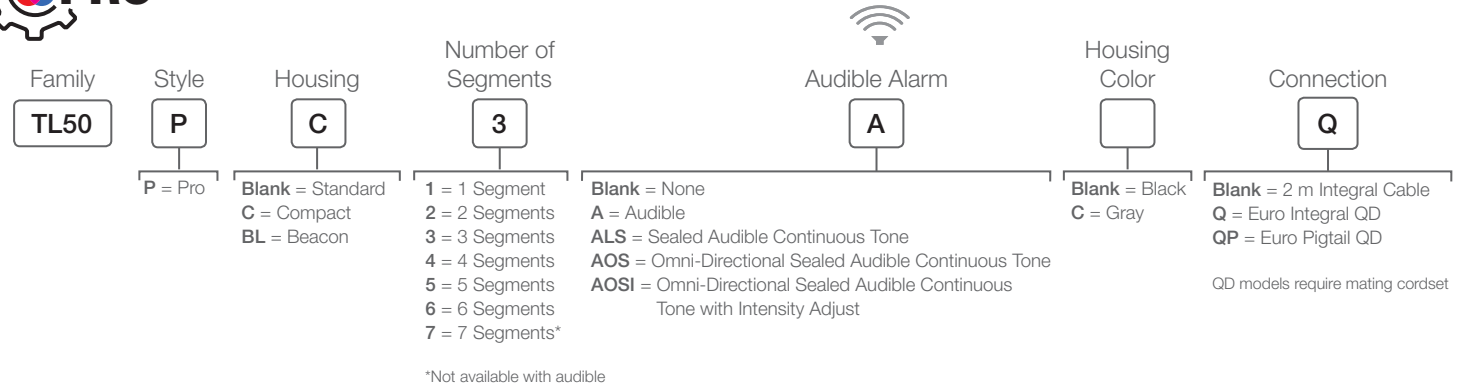 Family
TL50
Style
P
P = Pro
Housing
C
Blank = Standard
C = Compact
BL = Beacon
Number of
Segments
3
1 = 1 Segment
2 = 2 Segments
3 = 3 Segments
4 = 4 Segments
5 = 5 Segments
6 = 6 Segments
7 = 7 Segments*
*Not available with audible
Audible Alarm
A
Blank = None
A = Audible
ALS = Sealed Audible Continuous Tone
AOS = Omni-Directional Sealed Audible Continuous Tone
AOSI = Omni-Directional Sealed Audible Continuous
Tone with Intensity Adjust
Housing
Color
Blank = Black
C = Gray
Connection
Q
Blank = 2 m Integral Cable
Q = Euro Integral QD
QP = Euro Pigtail QD
QD models require mating cordset